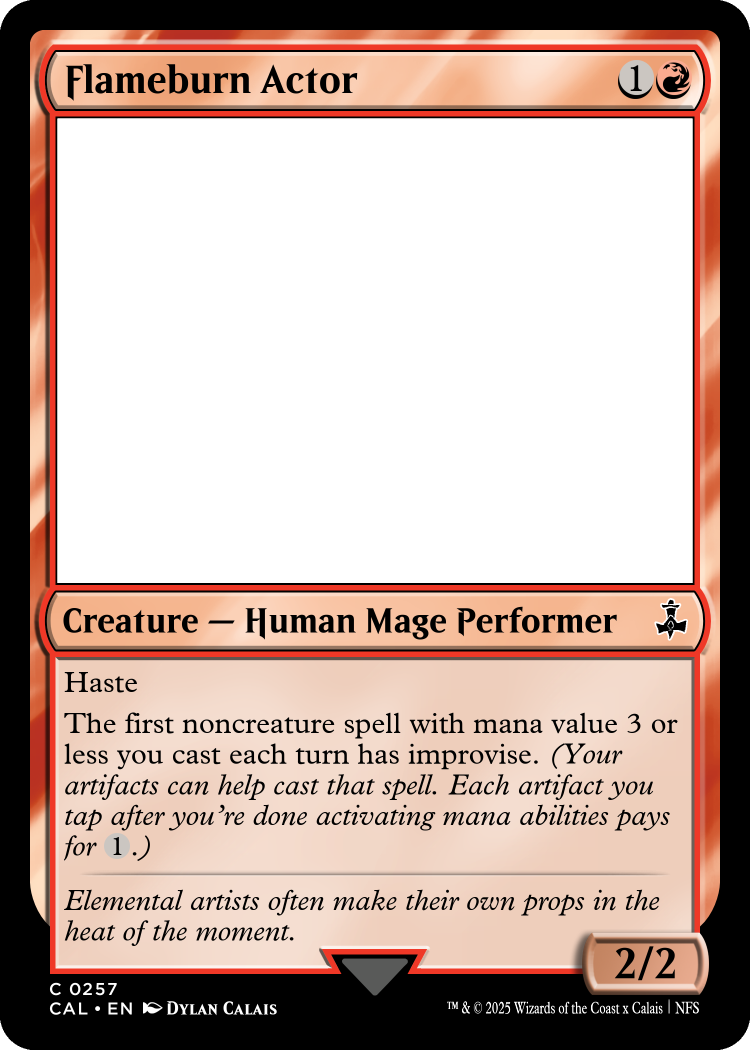 Flameburn Actor 1
Creature — Human Mage Performer
Haste
The first noncreature spell with mana value 3 or
less you cast each turn has improvise. (Your
artifacts can help cast that spell. Each artifact you
tap after you're done activating mana abilities pays
for 1.)
Elemental artists often make their own props in the
heat of the moment.
2/2
C 0257
CAL • EN DYLAN CALAIS
™ & © 2025 Wizards of the Coast x Calais | NFS